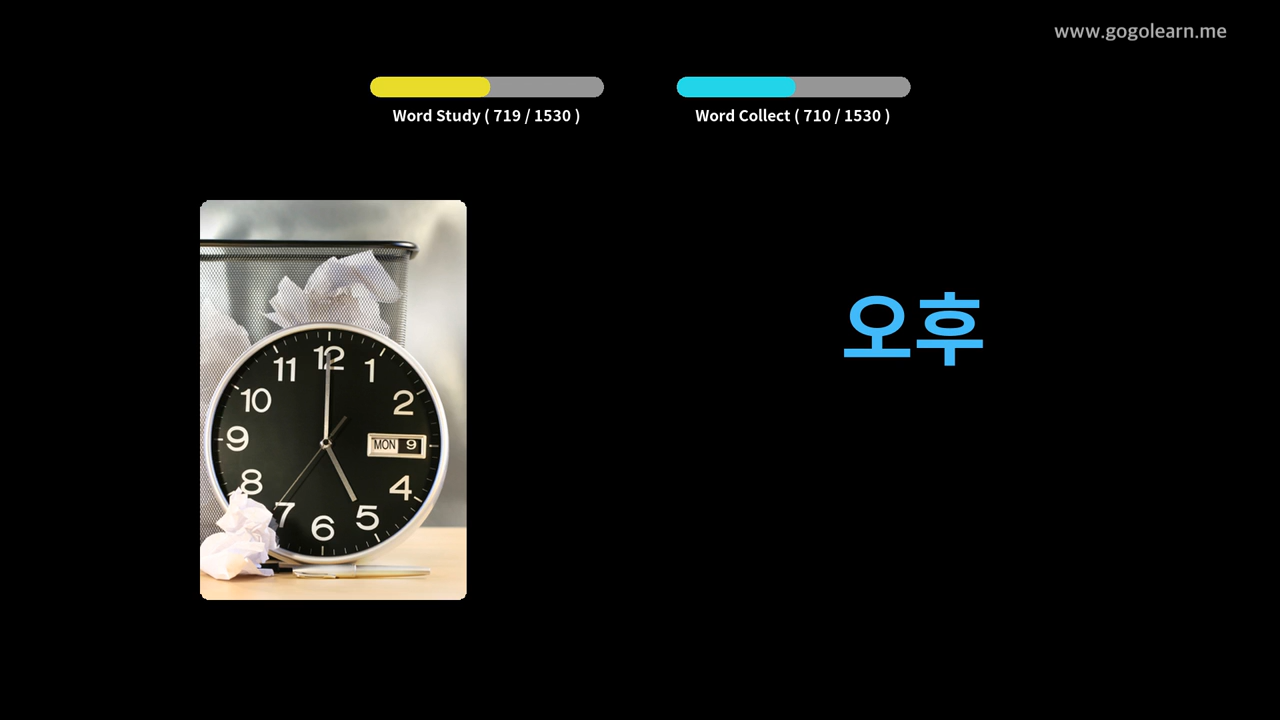 www.gogolearn.me
Word Study ( 719 / 1530 )
Word Collect ( 710 / 1530 )
오후
12
11
1
10
2
9
MON 9
8
4
7
5
6